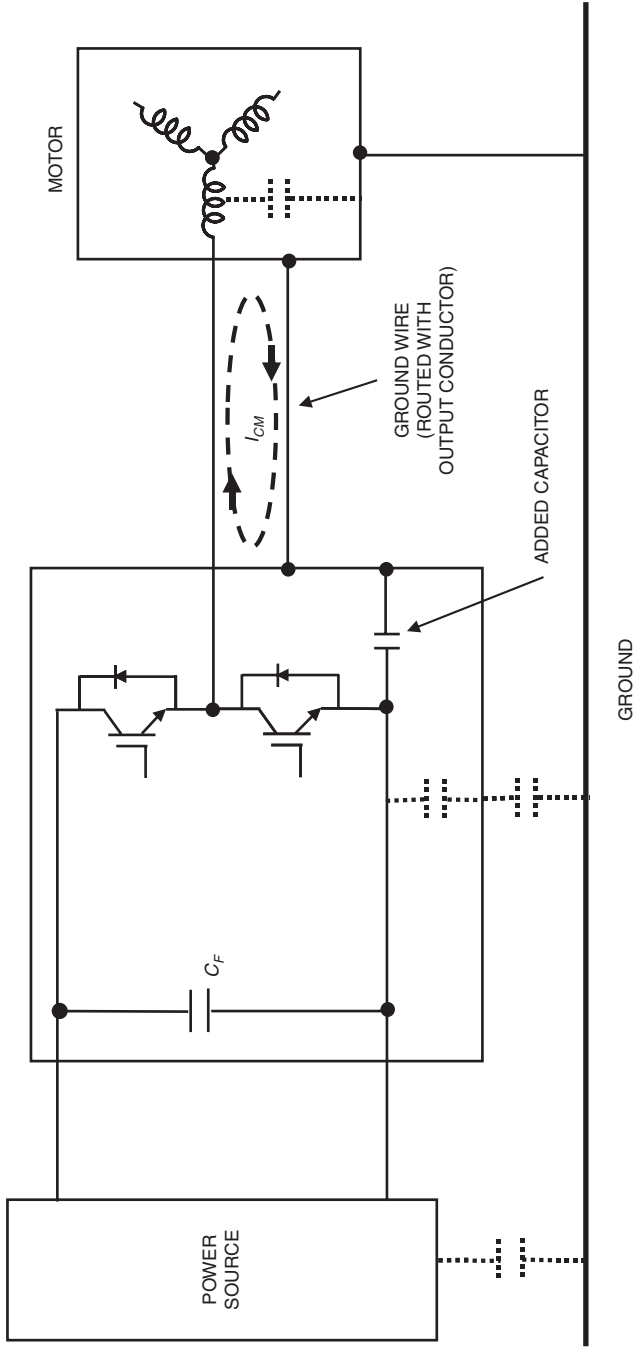 POWER
SOURCE
C_F
I_CM
MOTOR
GROUND WIRE
(ROUTED WITH
OUTPUT CONDUCTOR)
ADDED CAPACITOR
GROUND